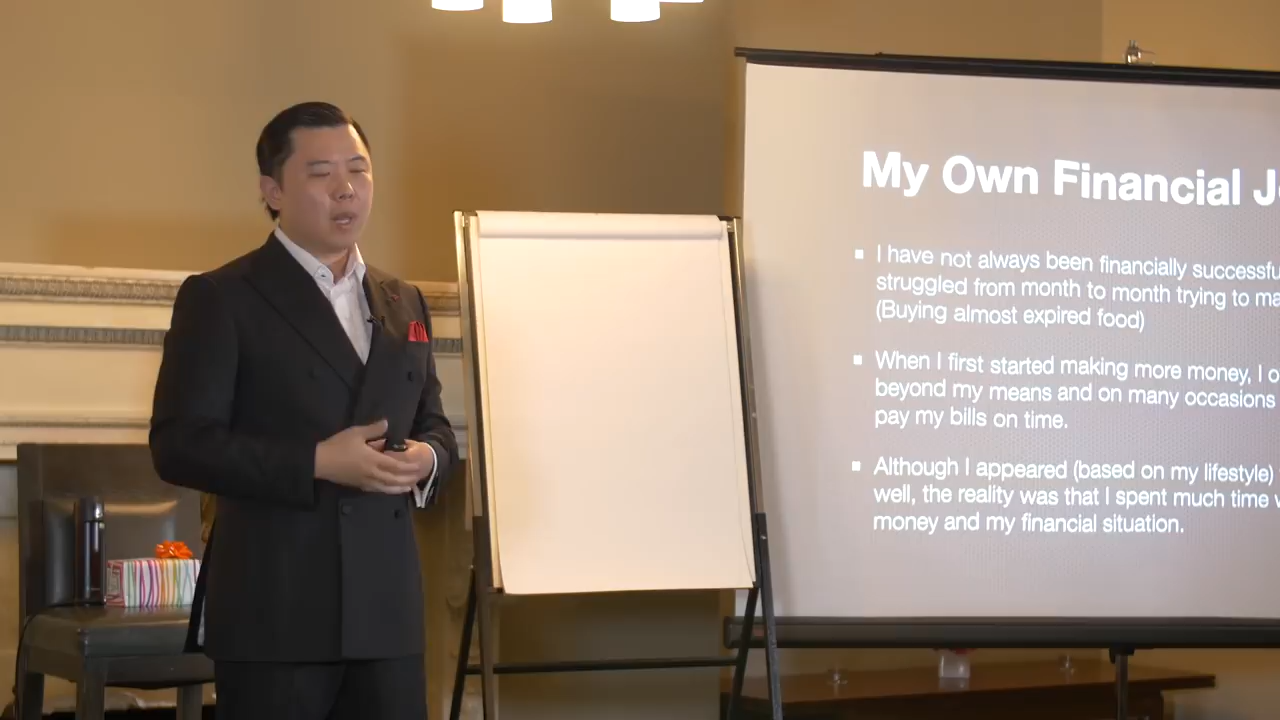 My Own Financial
I have not always been financially
struggled from month to month trying to
(Buying almost expired food)
When I first started making more money, I
beyond my means and on many occasions
pay my bills on time.
Although I appeared (based on my lifestyle)
well, the reality was that I spent much time
money and my financial situation.